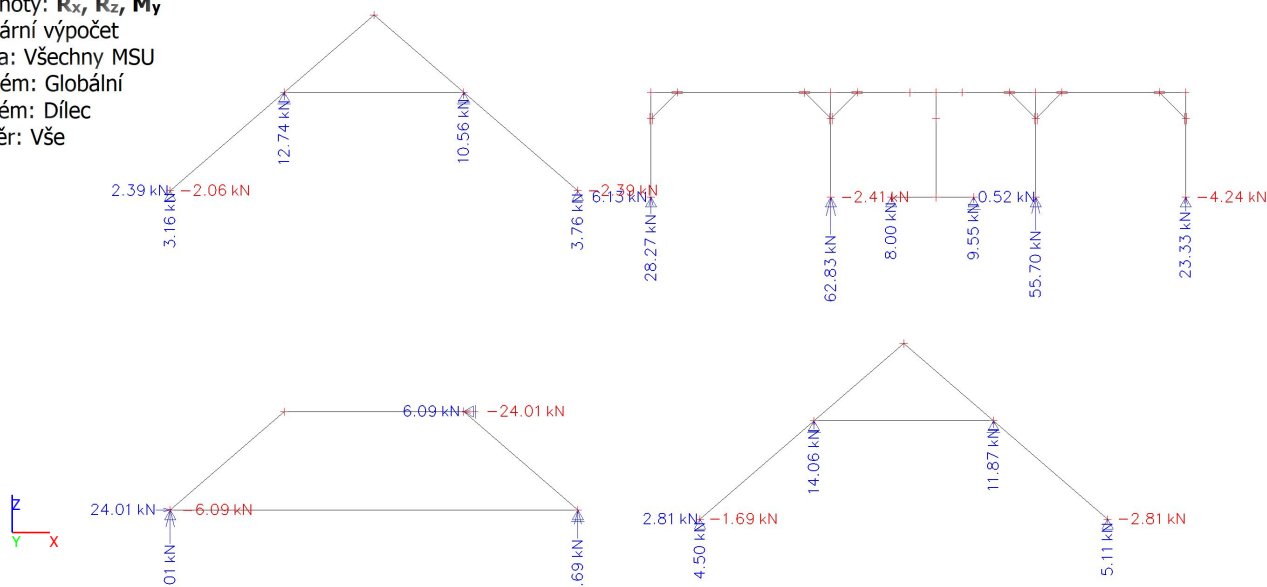 noty: Rx, Rz, My
ární výpočet
a: Všechny MSU
ém: Globální
ém: Dílec
ěr: Vše
12.74 kN
10.56 kN
2.39 kN
−2.06 kN
3.16 kN
−2.39 kN
3.76 kN
6.13 kN
28.27 kN
−2.41 kN
62.83 kN
8.00 kN
0.52 kN
9.55 kN
55.70 kN
−4.24 kN
23.33 kN
6.09 kN
−24.01 kN
24.01 kN
−6.09 kN
01 kN
.69 kN
14.06 kN
11.87 kN
2.81 kN
−1.69 kN
4.50 kN
−2.81 kN
5.11 kN
Z
Y
X